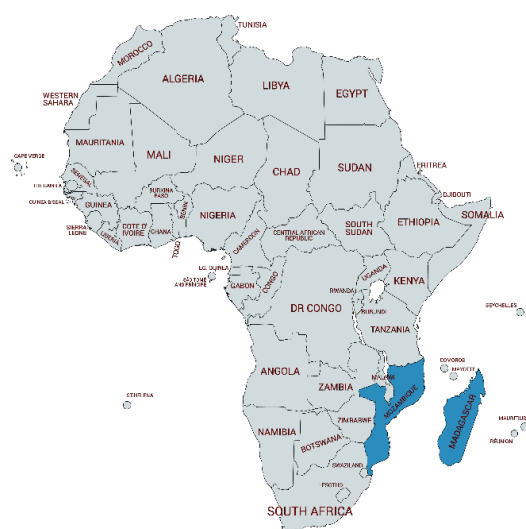 TUNISIA
MOROCCO
ALGERIA
LIBYA
EGYPT
WESTERN
SAHARA
MAURITANIA
MALI
NIGER
CHAD
SUDAN
ERITREA
CAPE VERDE
SENEGAL
GUINEA BISSAU
GUINEA
BURKINA
FASO
BENIN
NIGERIA
DJIBOUTI
SOMALIA
ETHIOPIA
SOUTH
SUDAN
CENTRAL AFRICAN
REPUBLIC
CAMEROON
SIERRA
LEONE
LIBERIA
COTE D'
IVOIRE
GHANA
TOGO
EQ. GUINEA
SÃO TOMÉ
AND PRINCIPE
GABON
CONGO
DR CONGO
UGANDA
KENYA
RWANDA
BURUNDI
TANZANIA
SEYCHELLES
COMOROS
MAYOTTE
ANGOLA
ZAMBIA
MALAWI
MOZAMBIQUE
MADAGASCAR
MAURITIUS
RÉUNION
ST.HELENA
NAMIBIA
BOTSWANA
ZIMBABWE
SWAZILAND
LESOTHO
SOUTH AFRICA